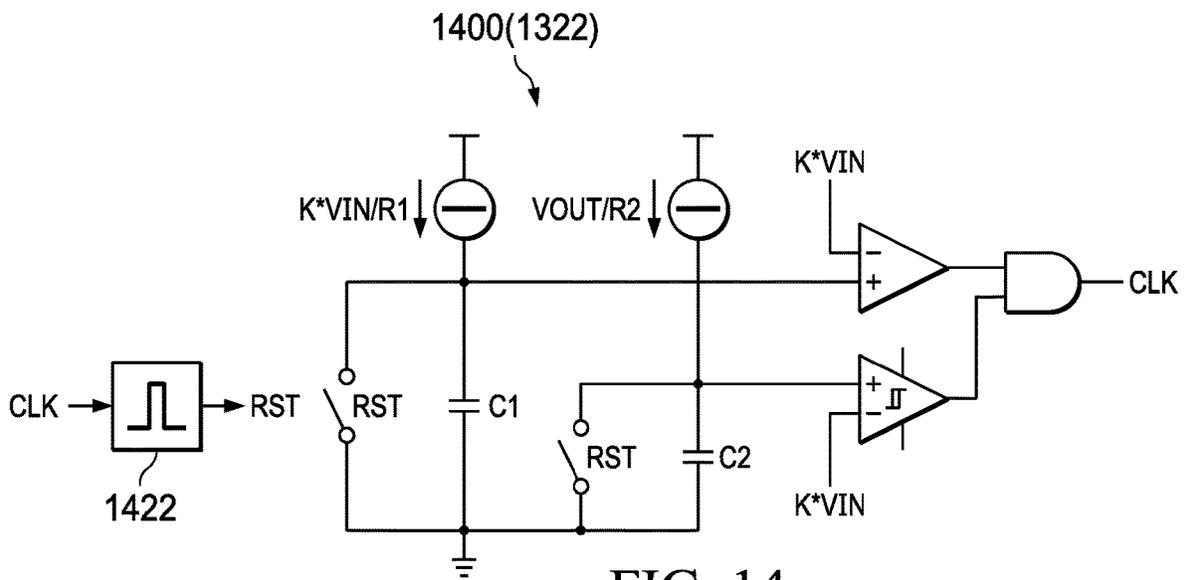 1400(1322)
K*VIN
K*VIN/R1
VOUT/R2
−
+
CLK
CLK
RST
RST
C1
+
−
RST
C2
1422
K*VIN
FIG. 14